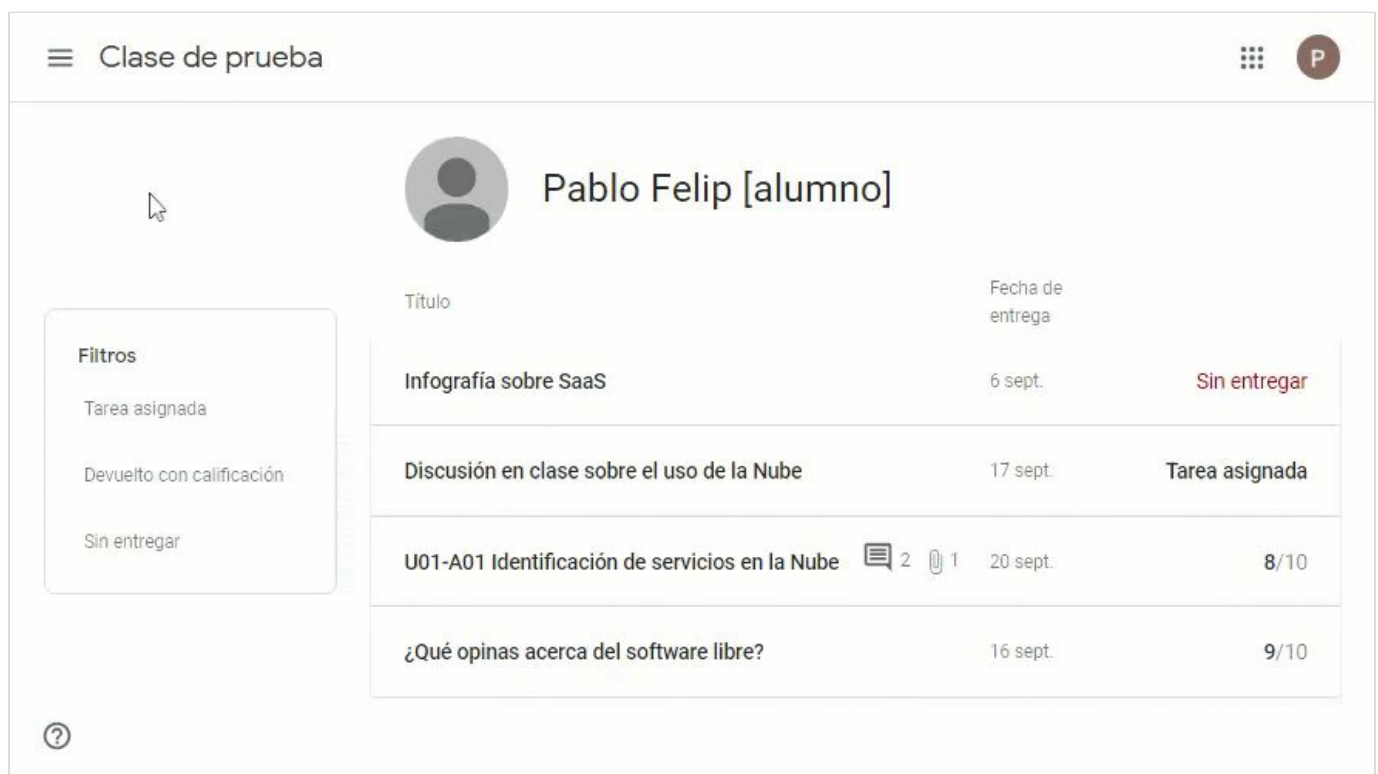 Clase de prueba
P
Pablo Felip [alumno]
Título
Fecha de
entrega
Filtros
Tarea asignada
Devuelto con calificación
Sin entregar
Infografía sobre SaaS 6 sept. Sin entregar
Discusión en clase sobre el uso de la Nube 17 sept. Tarea asignada
U01-A01 Identificación de servicios en la Nube 2 1 20 sept. 8/10
¿Qué opinas acerca del software libre? 16 sept. 9/10
?